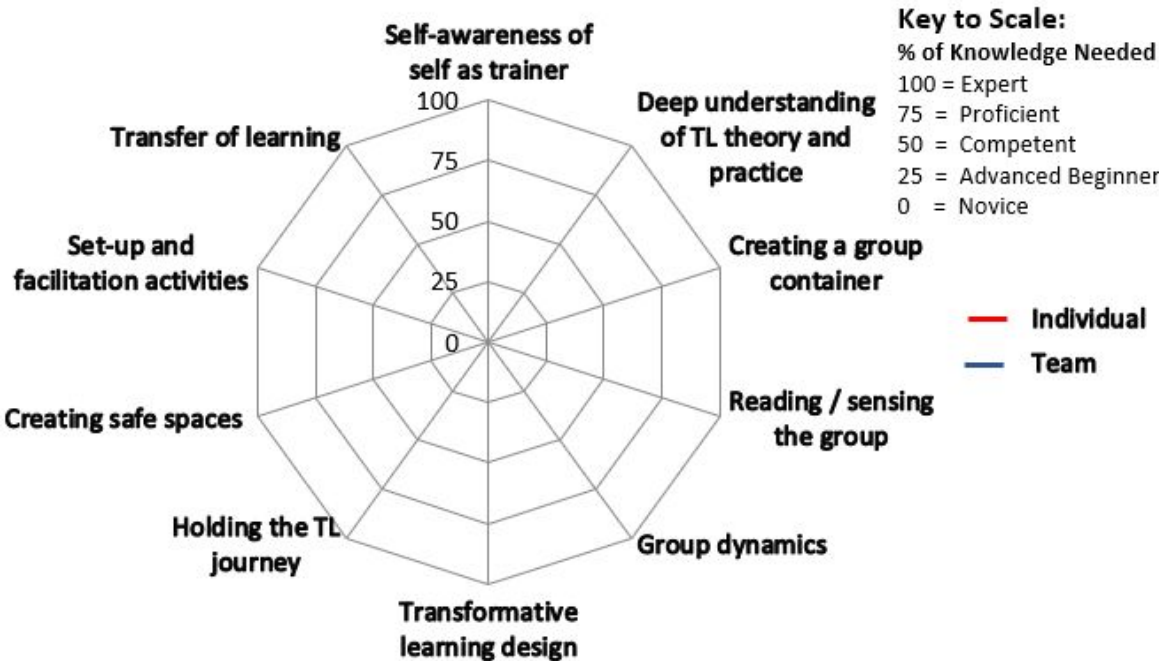 Self-awareness of
self as trainer
Deep understanding
of TL theory and
practice
Creating a group
container
Reading / sensing
the group
Group dynamics
Transformative
learning design
Holding the TL
journey
Creating safe spaces
Set-up and
facilitation activities
Transfer of learning
100
75
50
25
0
Key to Scale:
% of Knowledge Needed
100 = Expert
75 = Proficient
50 = Competent
25 = Advanced Beginner
0 = Novice
Individual
Team